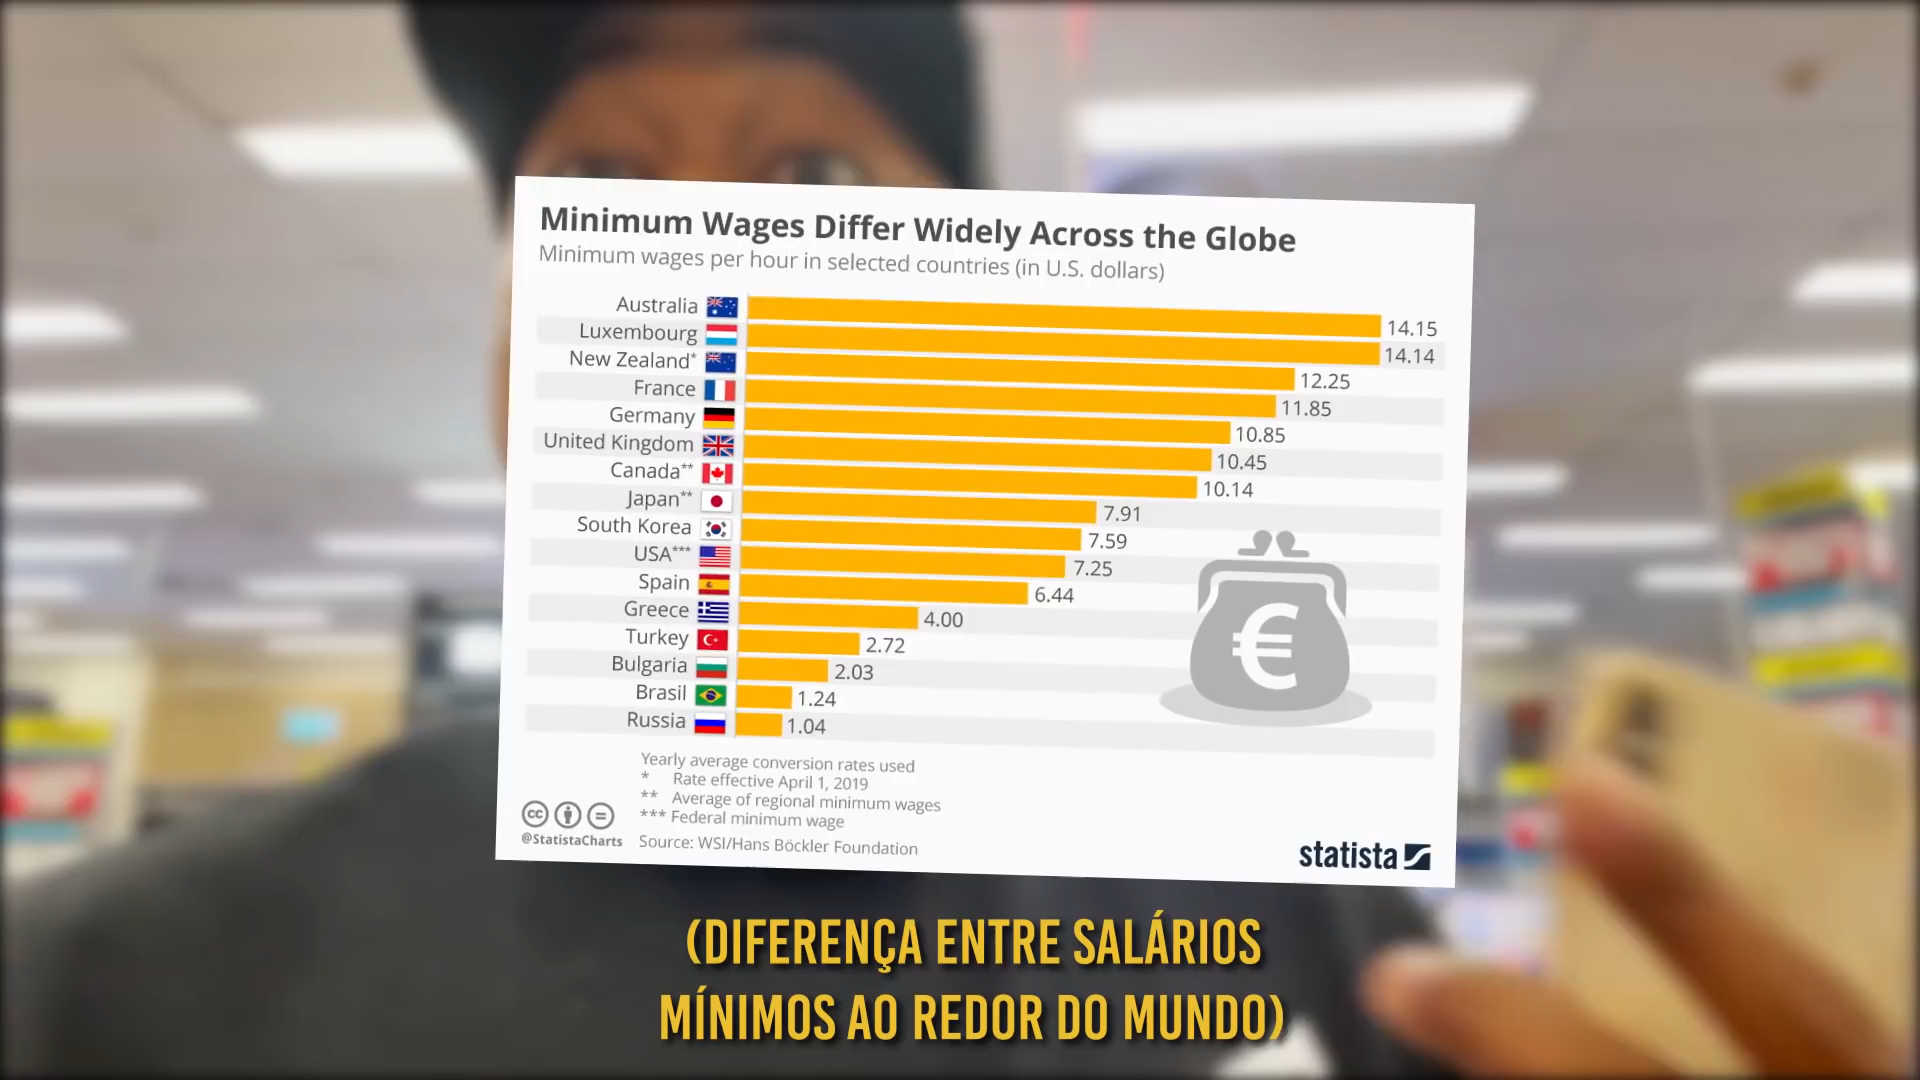 Minimum Wages Differ Widely Across the Globe
Minimum wages per hour in selected countries (in U.S. dollars)
Australia 14.15
Luxembourg 14.14
New Zealand* 12.25
France 11.85
Germany 10.85
United Kingdom 10.45
Canada** 10.14
Japan** 7.91
South Korea 7.59
USA*** 7.25
Spain 6.44
Greece 4.00
Turkey 2.72
Bulgaria 2.03
Brasil 1.24
Russia 1.04
€
Yearly average conversion rates used
* Rate effective April 1, 2019
** Average of regional minimum wages
*** Federal minimum wage
cc
@StatistaCharts
Source: WSI/Hans Böckler Foundation
statista
(DIFERENÇA ENTRE SALÁRIOS
MÍNIMOS AO REDOR DO MUNDO)